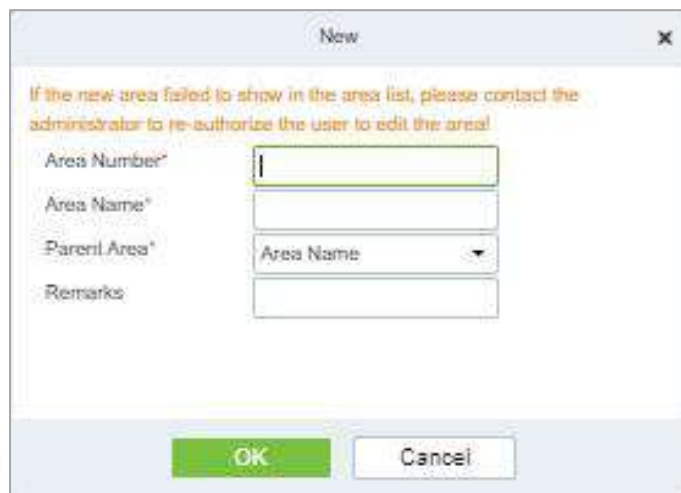 New
If the new area failed to show in the area list, please contact the
administrator to re-authorize the user to edit the area!
Area Number*
Area Name*
Parent Area* Area Name
Remarks
OK Cancel